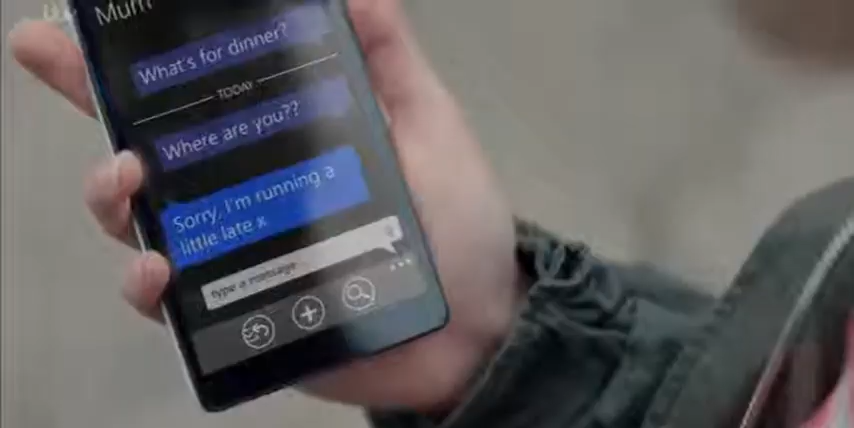 Mum
What's for dinner?
TODAY
Where are you??
Sorry, I'm running a
little late x
type a message